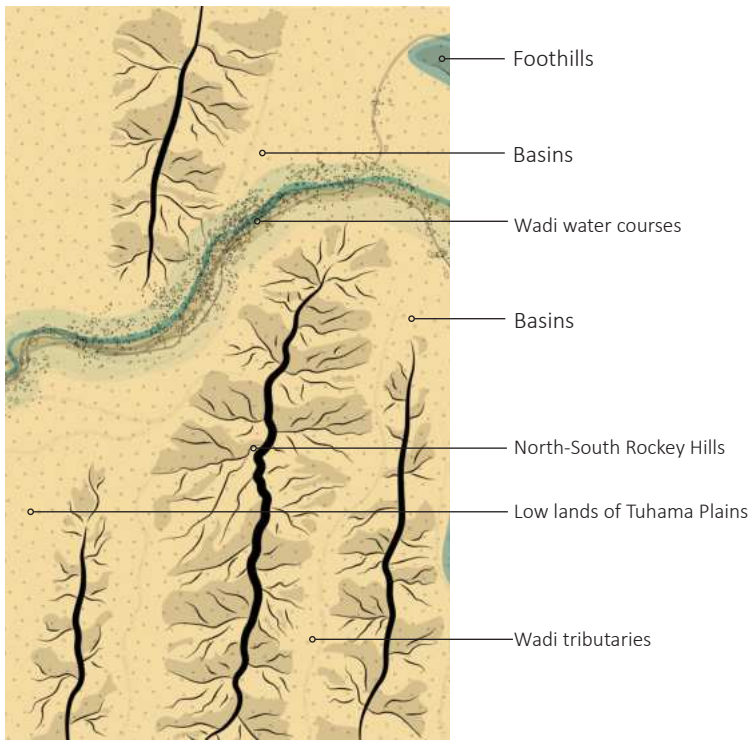 Foothills
Basins
Wadi water courses
Basins
North-South Rockey Hills
Low lands of Tuhama Plains
Wadi tributaries